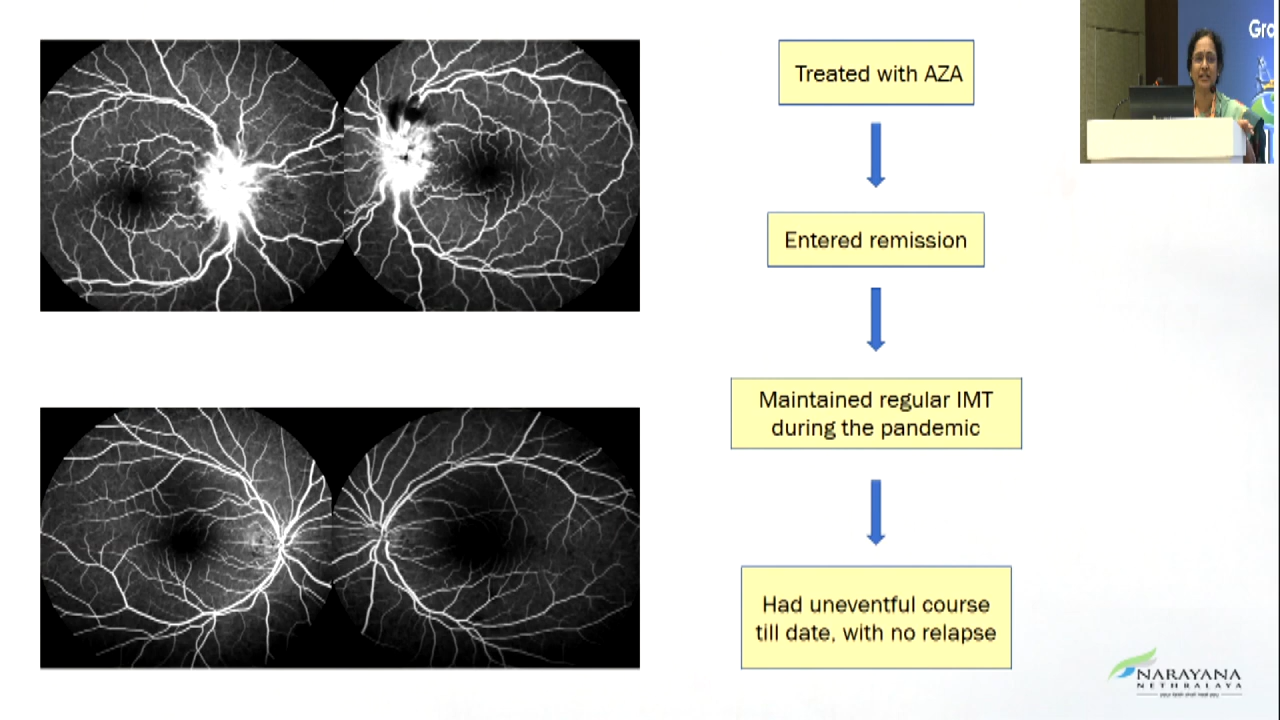 Treated with AZA
Entered remission
Maintained regular IMT
during the pandemic
Had uneventful course
till date, with no relapse
Gro
NARAYANA
NETHRALAYA